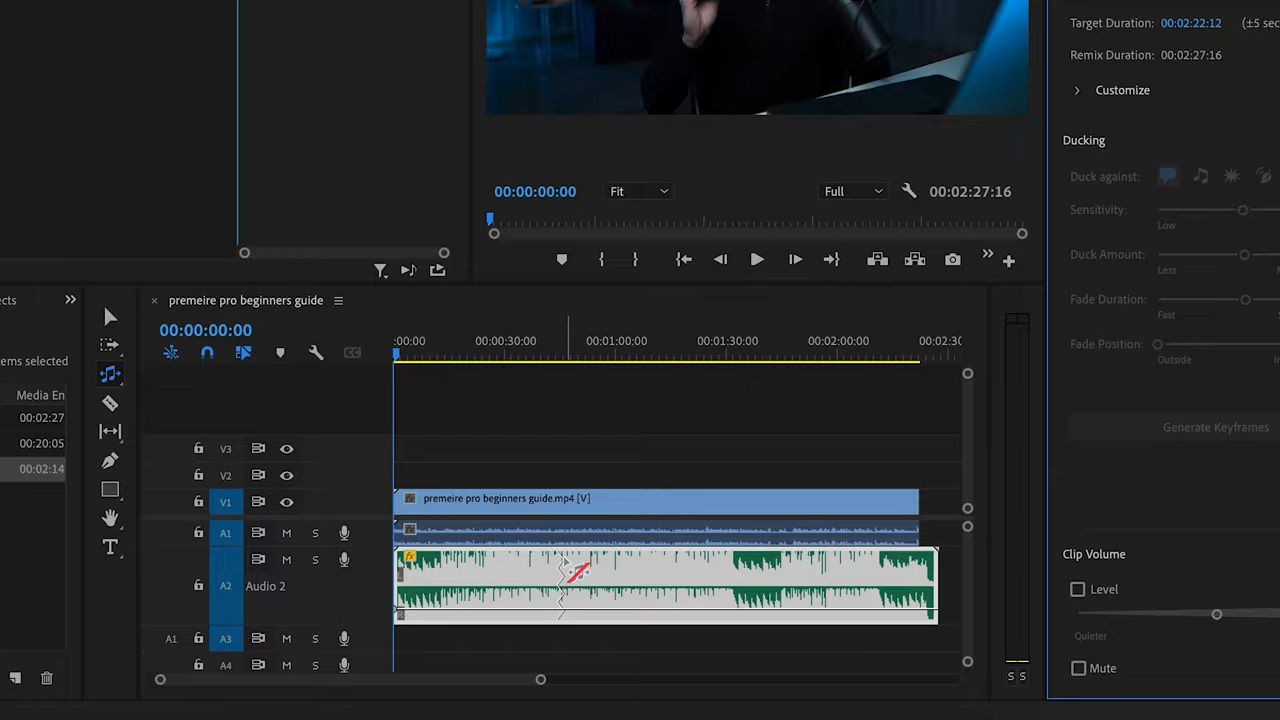 Target Duration: 00:02:22:12 (±5 sec
Remix Duration: 00:02:27:16
Customize
Ducking
Duck against:
Sensitivity:
Low
Duck Amount:
Less
Fade Duration:
Fast
Fade Position:
Outside In
Generate Keyframes
00:00:00:00 Fit Full 00:02:27:16
cts
ems selected
Media En
00:02:27
00:20:05
00:02:14
× premeire pro beginners guide
00:00:00:00
CC
:00:00 00:00:30:00 00:01:00:00 00:01:30:00 00:02:00:00 00:02:30
V3
V2
V1 fx premeire pro beginners guide.mp4 [V]
A1 M S
M S fx
A2 Audio 2
L
R
A1 A3 M S
A4 M S
S S
Clip Volume
Level
Quieter
Mute